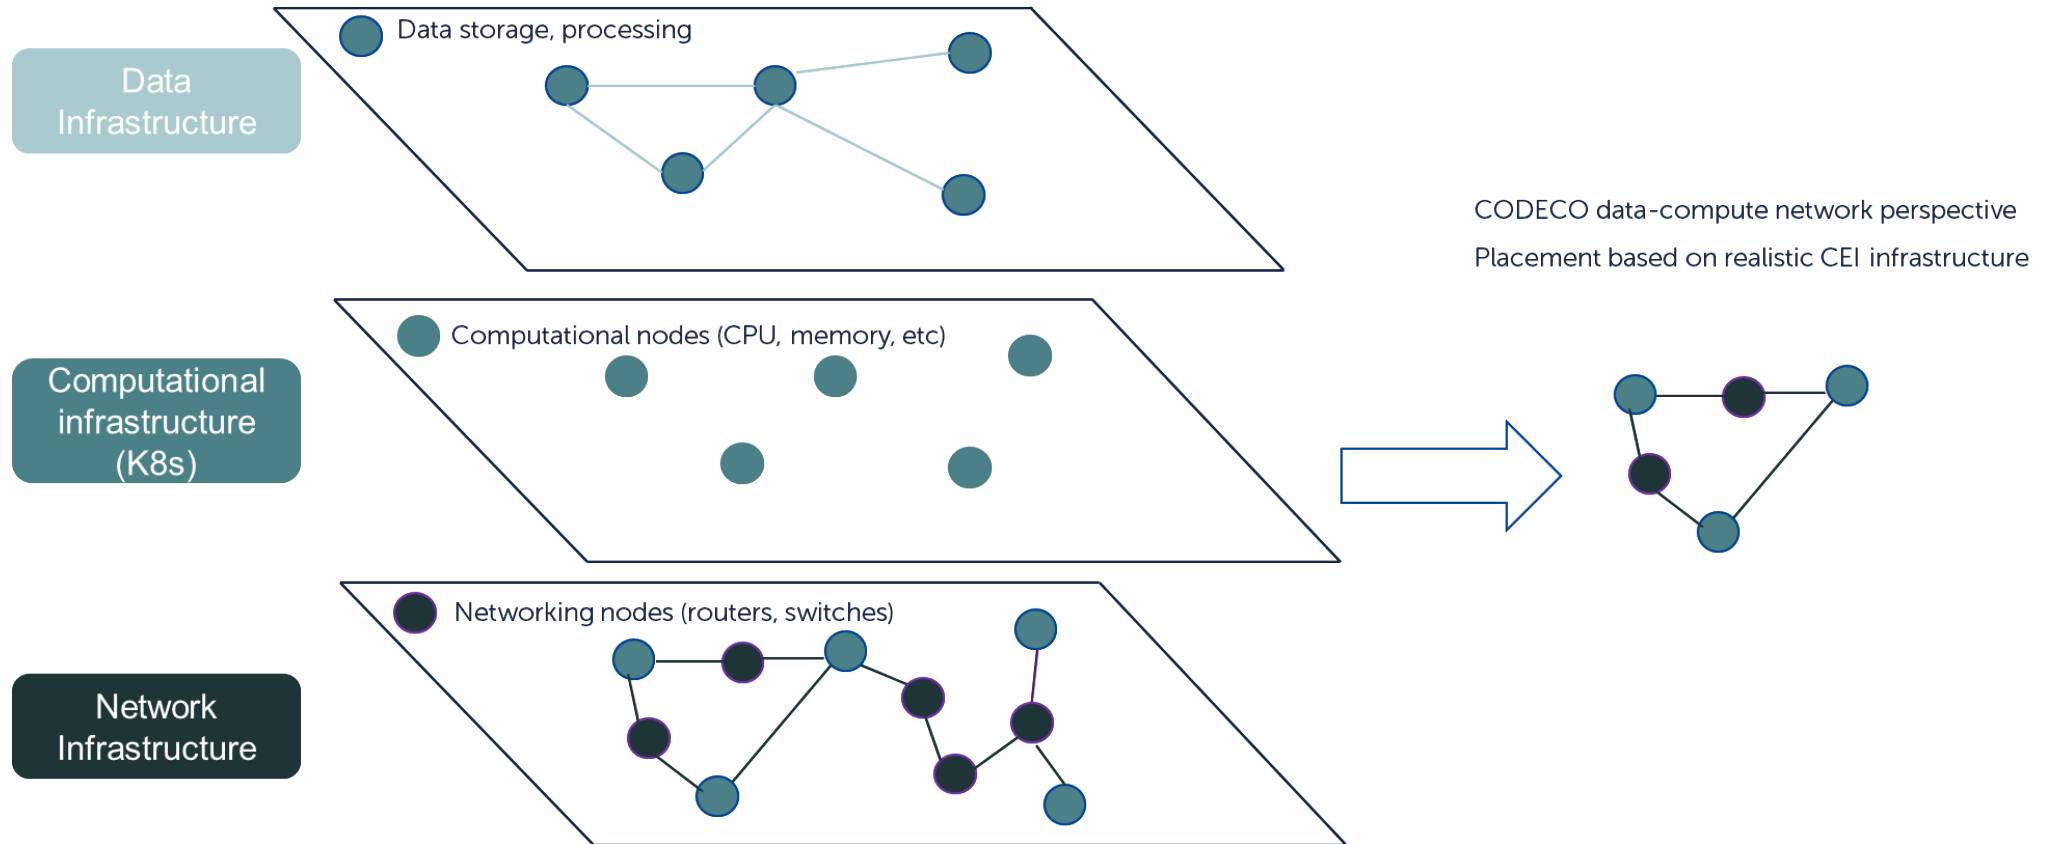 Data storage, processing
Data
Infrastructure
CODECO data-compute network perspective
Placement based on realistic CEI infrastructure
Computational nodes (CPU, memory, etc)
Computational
infrastructure
(K8s)
Networking nodes (routers, switches)
Network
Infrastructure